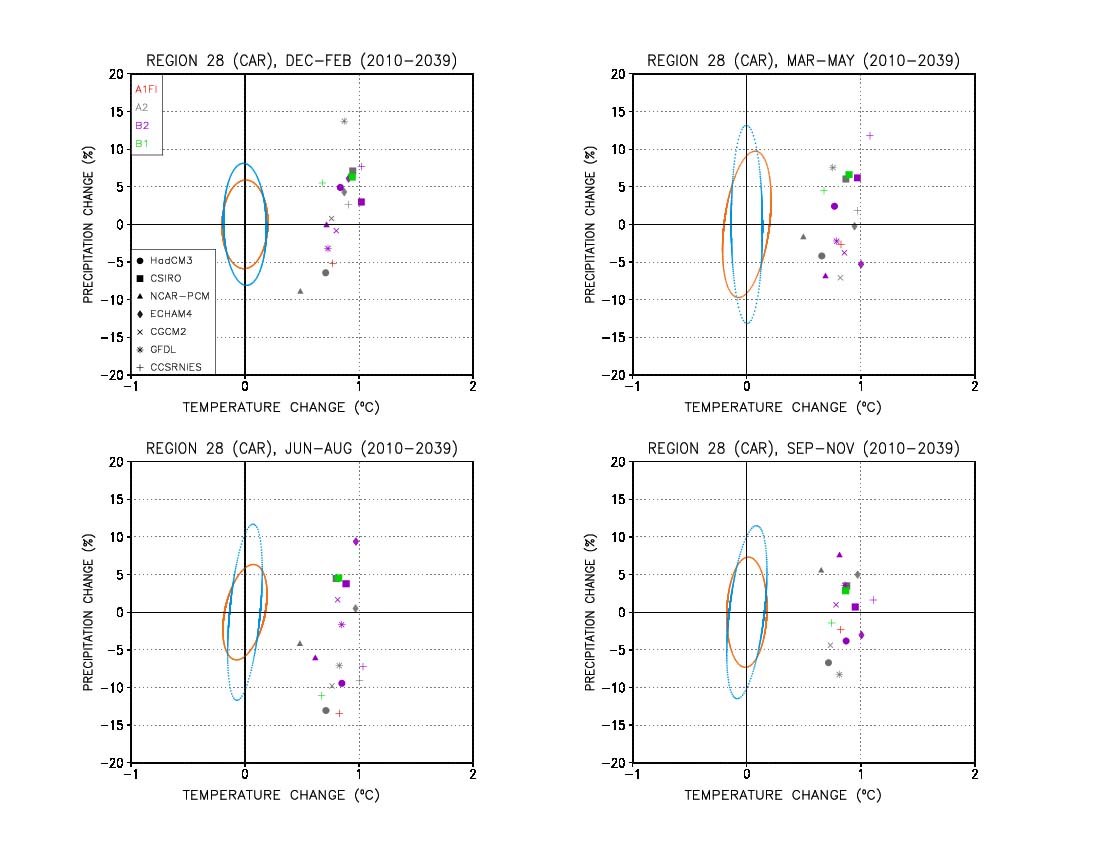 REGION 28 (CAR), DEC-FEB (2010-2039)
PRECIPITATION CHANGE (%)
20
15
10
5
0
-5
-10
-15
-20
A1FI
A2
B2
B1
HadCM3
CSIRO
NCAR-PCM
ECHAM4
CGCM2
GFDL
CCSRNIES
-1 0 1 2
TEMPERATURE CHANGE (ºC)
REGION 28 (CAR), MAR-MAY (2010-2039)
PRECIPITATION CHANGE (%)
20
15
10
5
0
-5
-10
-15
-20
-1 0 1 2
TEMPERATURE CHANGE (ºC)
REGION 28 (CAR), JUN-AUG (2010-2039)
PRECIPITATION CHANGE (%)
20
15
10
5
0
-5
-10
-15
-20
-1 0 1 2
TEMPERATURE CHANGE (ºC)
REGION 28 (CAR), SEP-NOV (2010-2039)
PRECIPITATION CHANGE (%)
20
15
10
5
0
-5
-10
-15
-20
-1 0 1 2
TEMPERATURE CHANGE (ºC)